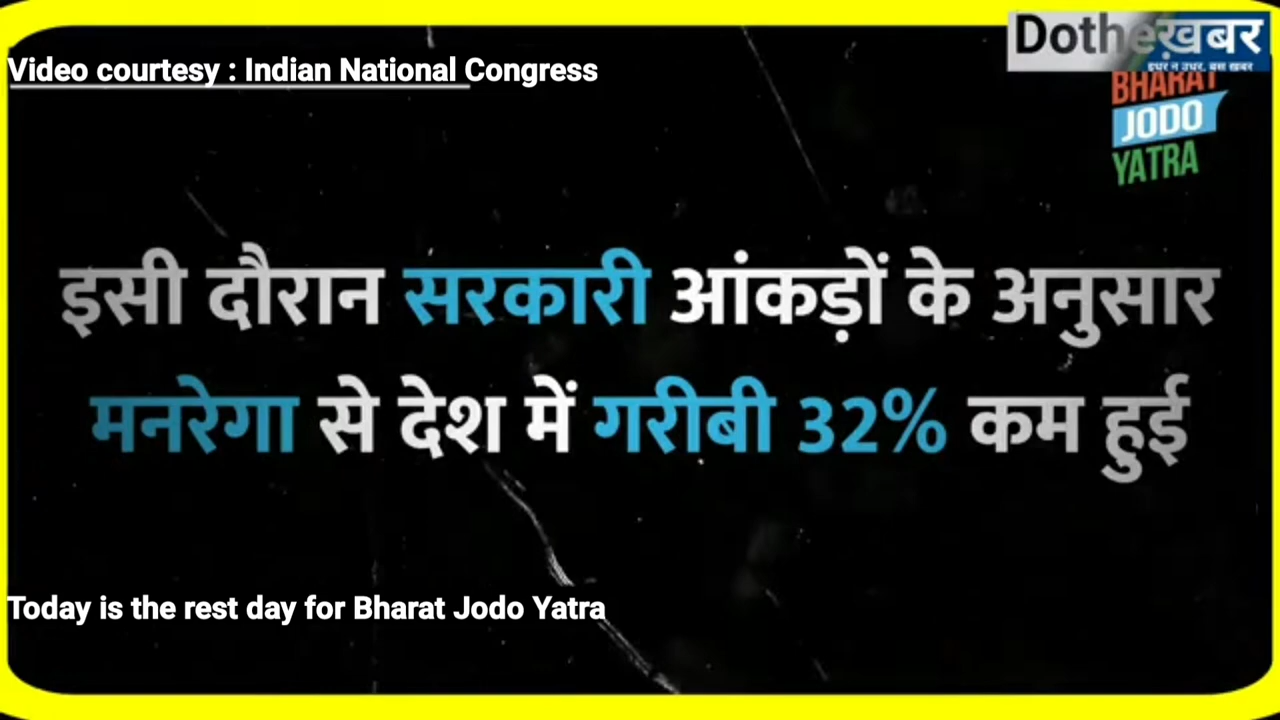 Dotheख़बर
इधर न उधर, बस ख़बर
Video courtesy : Indian National Congress
BHARAT
JODO
YATRA
इसी दौरान सरकारी आंकड़ों के अनुसार
मनरेगा से देश में गरीबी 32% कम हुई
Today is the rest day for Bharat Jodo Yatra